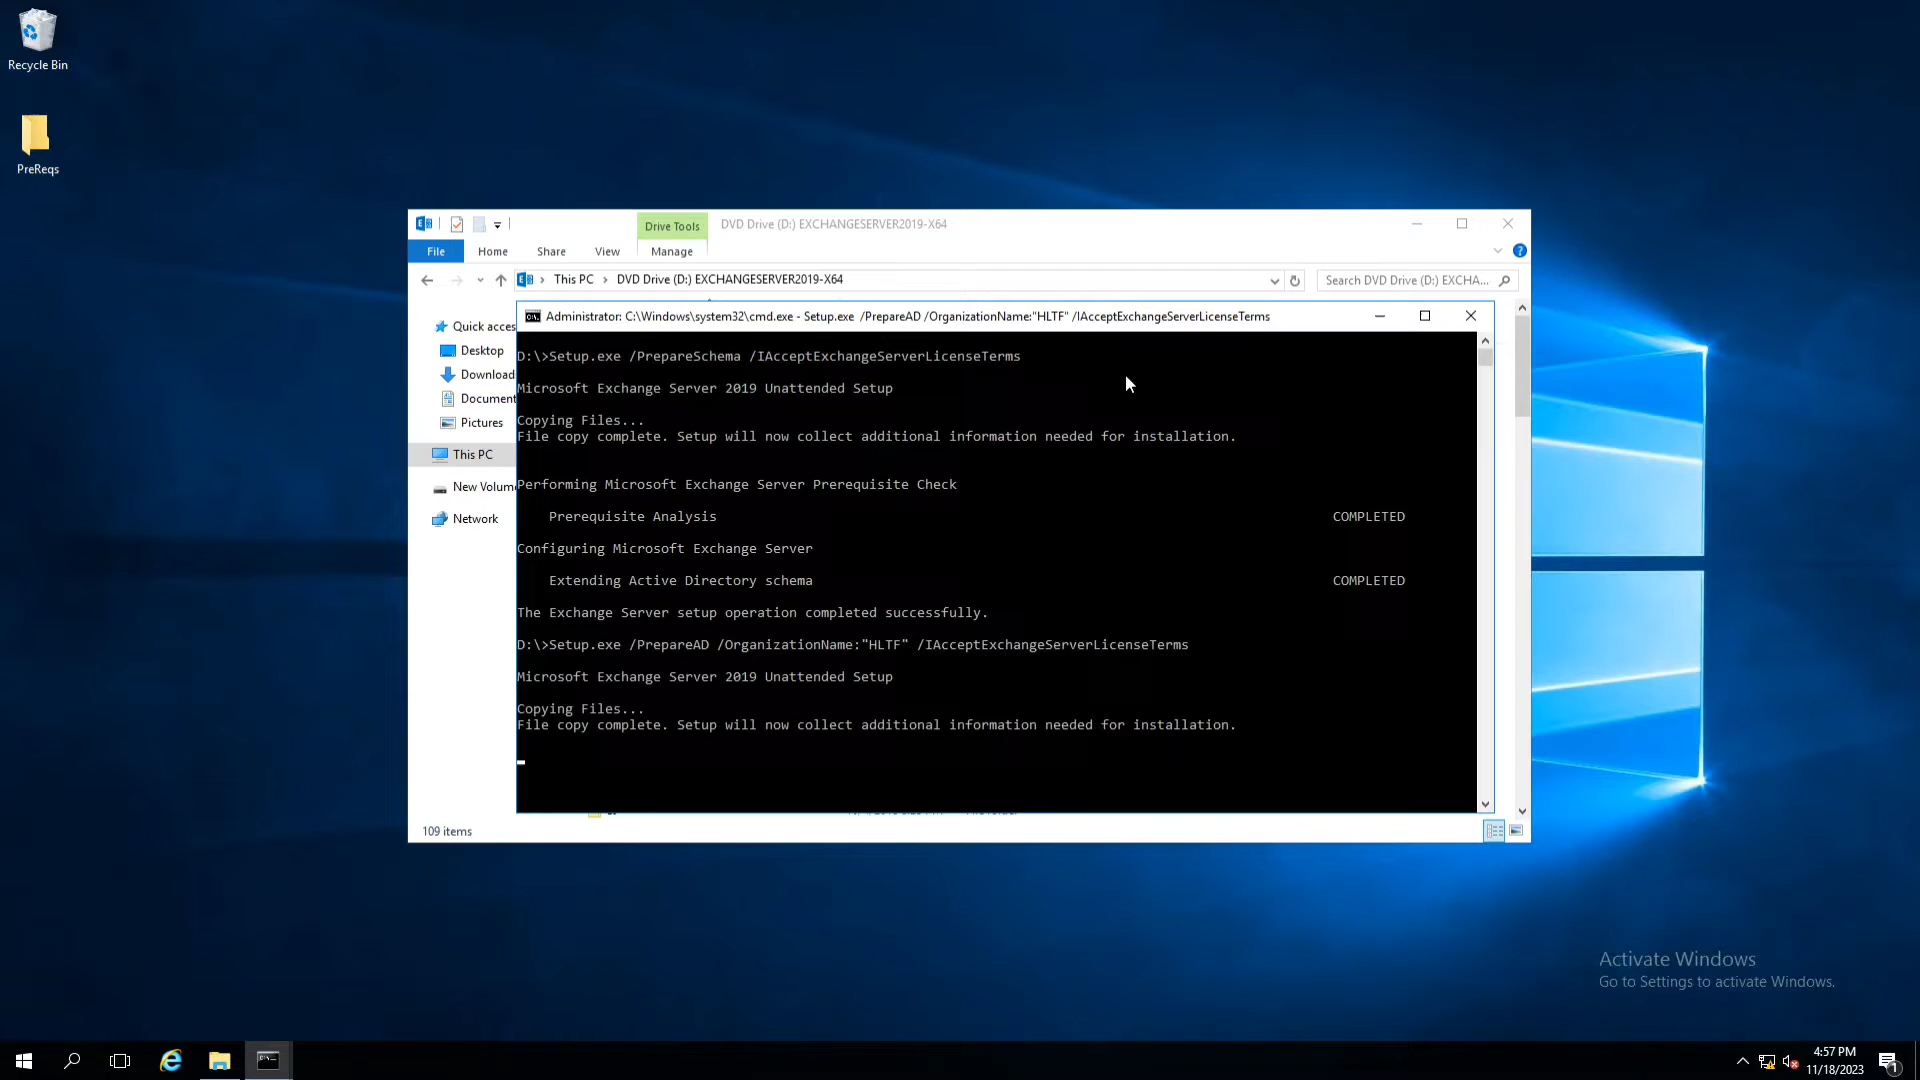 Recycle Bin
PreReqs
Drive Tools
DVD Drive (D:) EXCHANGESERVER2019-X64
File
Home
Share
View
Manage
This PC
DVD Drive (D:) EXCHANGESERVER2019-X64
Search DVD Drive (D:) EXCHA...
Quick acces
Desktop
Download
Document
Pictures
This PC
New Volum
Network
Administrator: C:\Windows\system32\cmd.exe - Setup.exe /PrepareAD /OrganizationName:"HLTF" /IAcceptExchangeServerLicenseTerms
D:\>Setup.exe /PrepareSchema /IAcceptExchangeServerLicenseTerms
Microsoft Exchange Server 2019 Unattended Setup
Copying Files...
File copy complete. Setup will now collect additional information needed for installation.
Performing Microsoft Exchange Server Prerequisite Check
Prerequisite Analysis COMPLETED
Configuring Microsoft Exchange Server
Extending Active Directory schema COMPLETED
The Exchange Server setup operation completed successfully.
D:\>Setup.exe /PrepareAD /OrganizationName:"HLTF" /IAcceptExchangeServerLicenseTerms
Microsoft Exchange Server 2019 Unattended Setup
Copying Files...
File copy complete. Setup will now collect additional information needed for installation.
109 items
Activate Windows
Go to Settings to activate Windows.
4:57 PM
11/18/2023
1